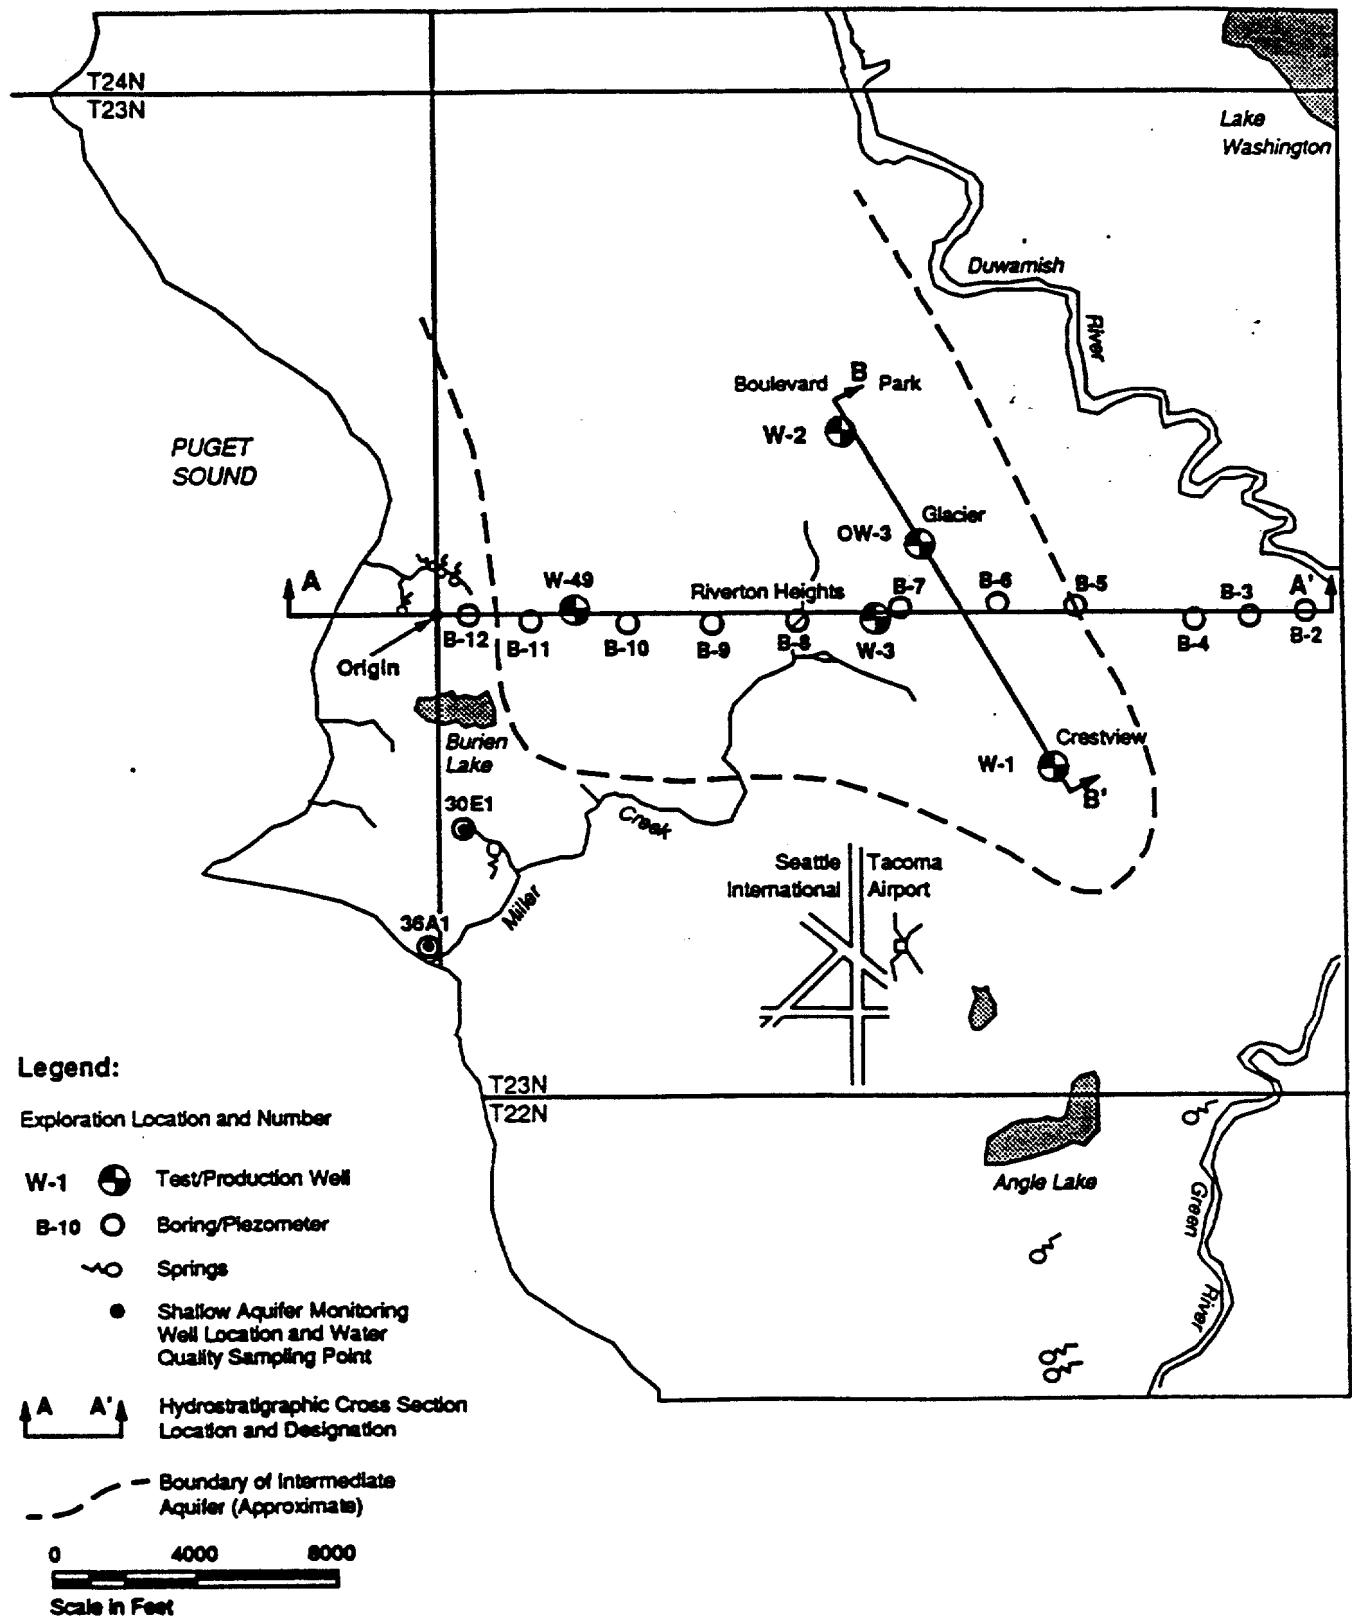 T24N
T23N
Lake
Washington
Duwamish
River
B
Boulevard
Park
W-2
PUGET
SOUND
Glacier
OW-3
A
W-49
Riverton Heights
B-7
B-6
B-5
B-3
A'
B-12
B-11
B-10
B-9
B-8
W-3
B-4
B-2
Origin
Burien
Lake
Crestview
W-1
B'
30E1
Creek
Seattle
Tacoma
International
Airport
Miller
36A1
Legend:
T23N
T22N
Exploration Location and Number
W-1
Test/Production Well
Angle Lake
Green
River
B-10
Boring/Piezometer
Springs
Shallow Aquifer Monitoring
Well Location and Water
Quality Sampling Point
A
A'
Hydrostratigraphic Cross Section
Location and Designation
Boundary of Intermediate
Aquifer (Approximate)
0
4000
8000
Scale in Feet